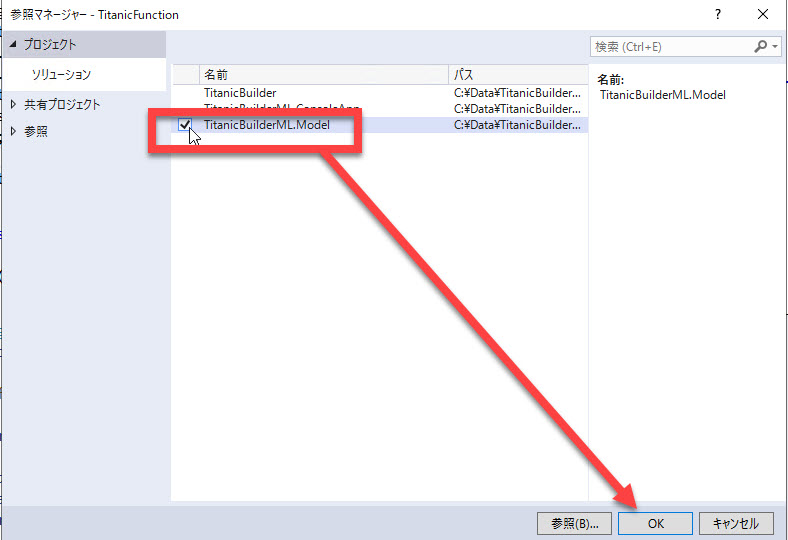 参照マネージャー - TitanicFunction
?
プロジェクト
検索 (Ctrl+E)
ソリューション
名前
パス
名前:
TitanicBuilder
C:¥Data¥TitanicBuilder...
TitanicBuilderML.Model
共有プロジェクト
TitanicBuilderML.ConsoleApp
C:¥Data¥TitanicBuilder...
TitanicBuilderML.Model
C:¥Data¥TitanicBuilder...
参照
参照(B)...
OK
キャンセル